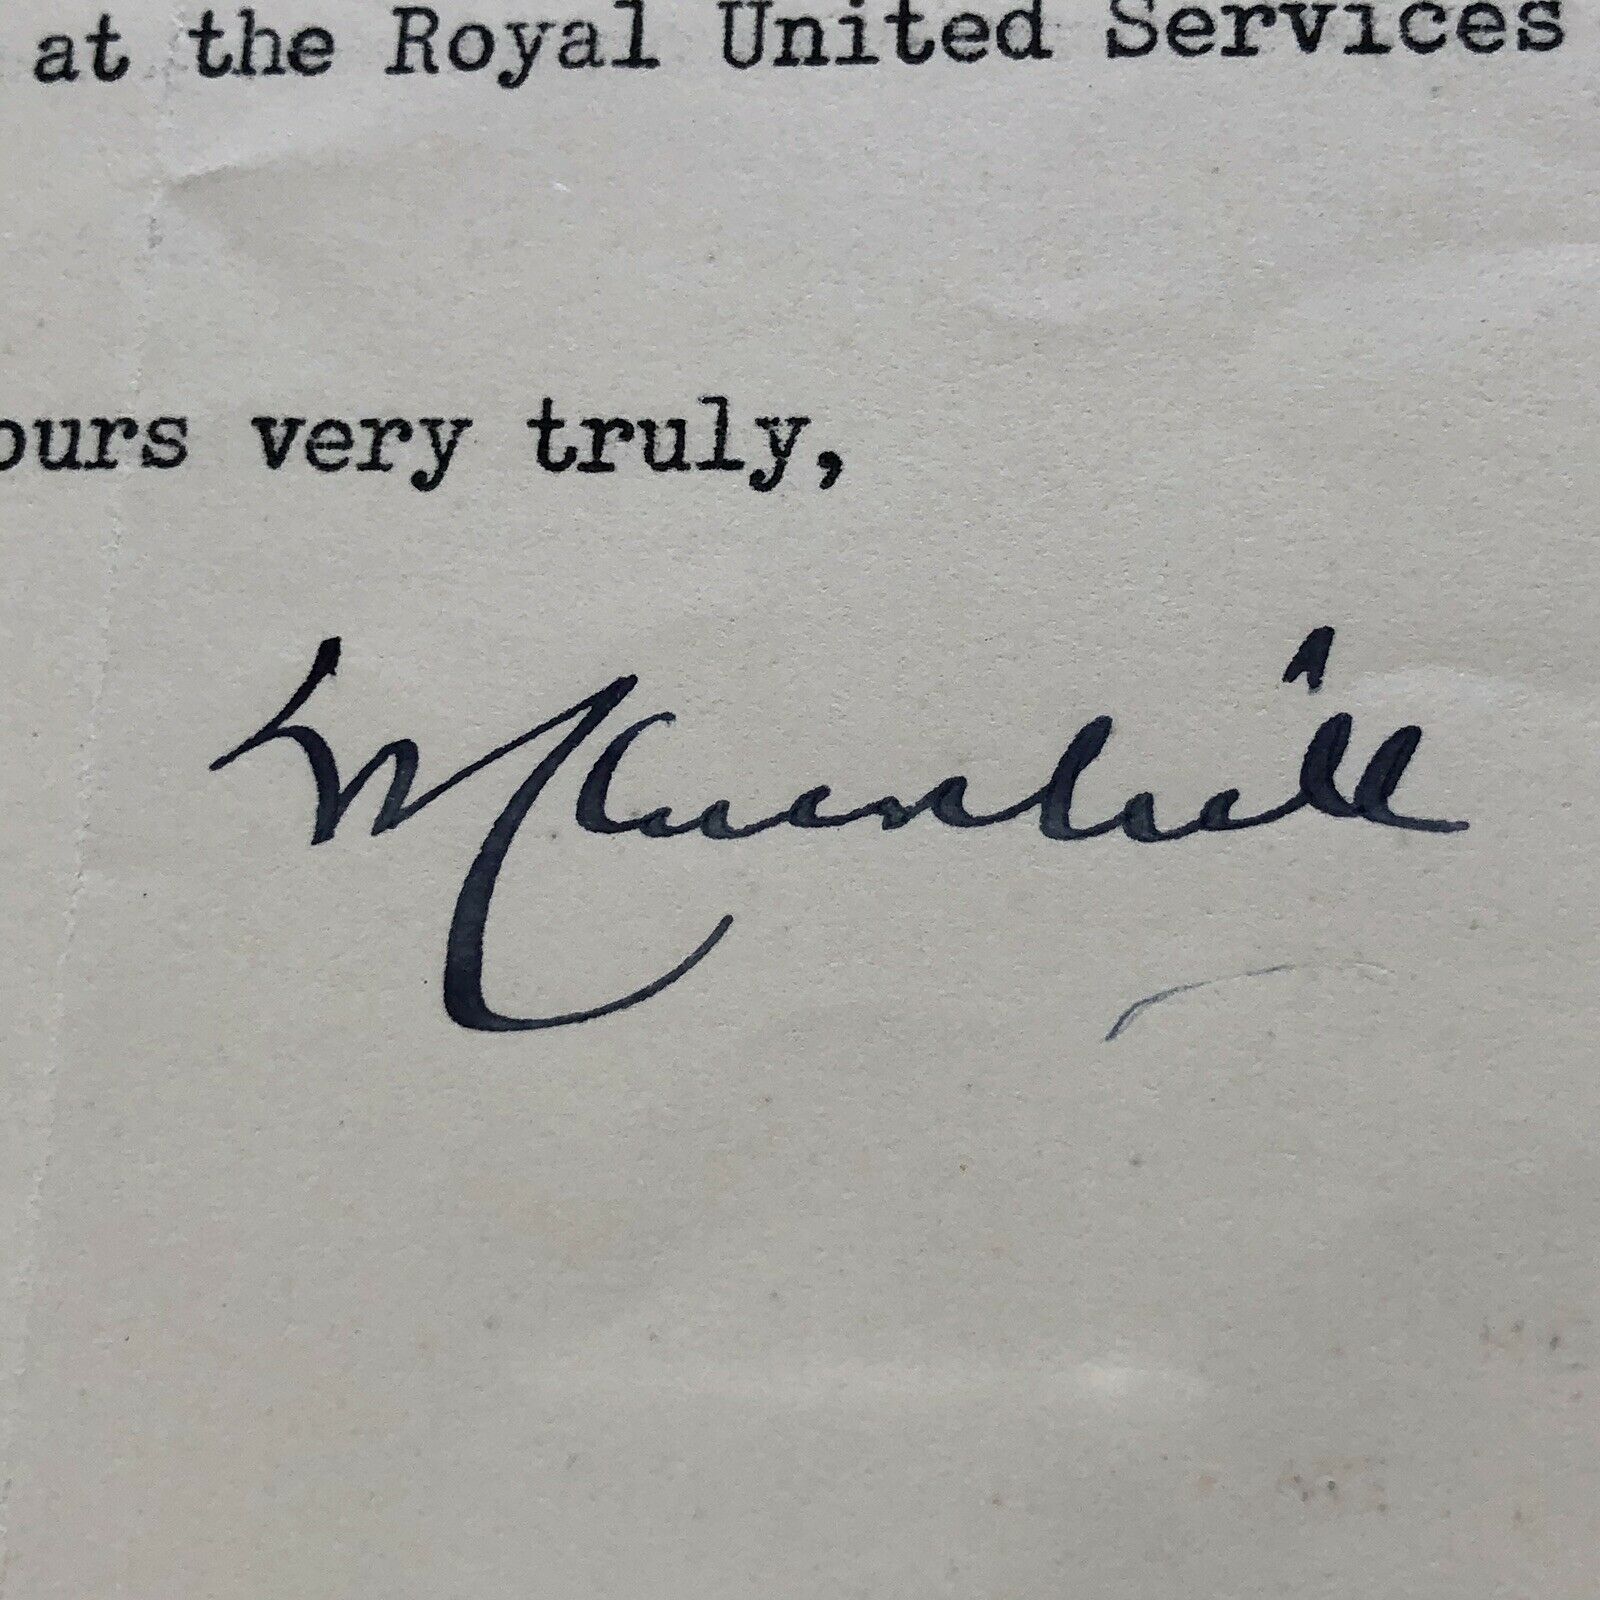 at the Royal United Services
ours very truly,